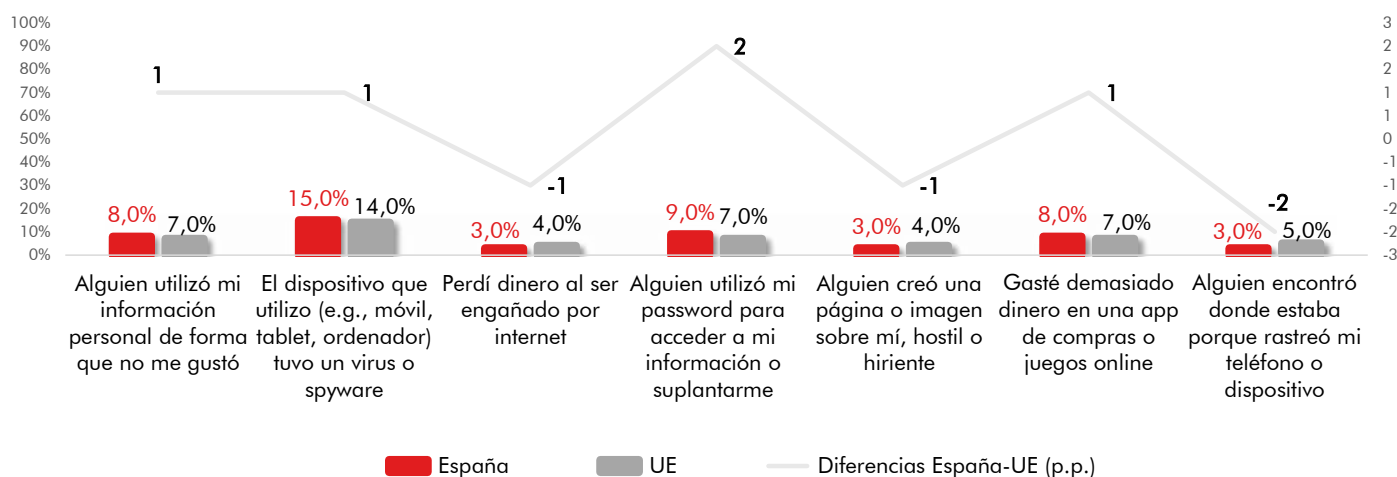 100%
90%
80%
70%
60%
50%
40%
30%
20%
10%
0%
3
2
2
1
1
0
-1
-1
-2
-2
-3
1
1
-1
2
-1
1
-2
8,0% 7,0%
15,0% 14,0%
3,0% 4,0%
9,0% 7,0%
3,0% 4,0%
8,0% 7,0%
3,0% 5,0%
Alguien utilizó mi
información
personal de forma
que no me gustó
El dispositivo que
utilizo (e.g., móvil,
tablet, ordenador)
tuvo un virus o
spyware
Perdí dinero al ser
engañado por
internet
Alguien utilizó mi
password para
acceder a mi
información o
suplantarme
Alguien creó una
página o imagen
sobre mí, hostil o
hiriente
Gasté demasiado
dinero en una app
de compras o
juegos online
Alguien encontró
donde estaba
porque rastreó mi
teléfono o
dispositivo
España
UE
Diferencias España-UE (p.p.)